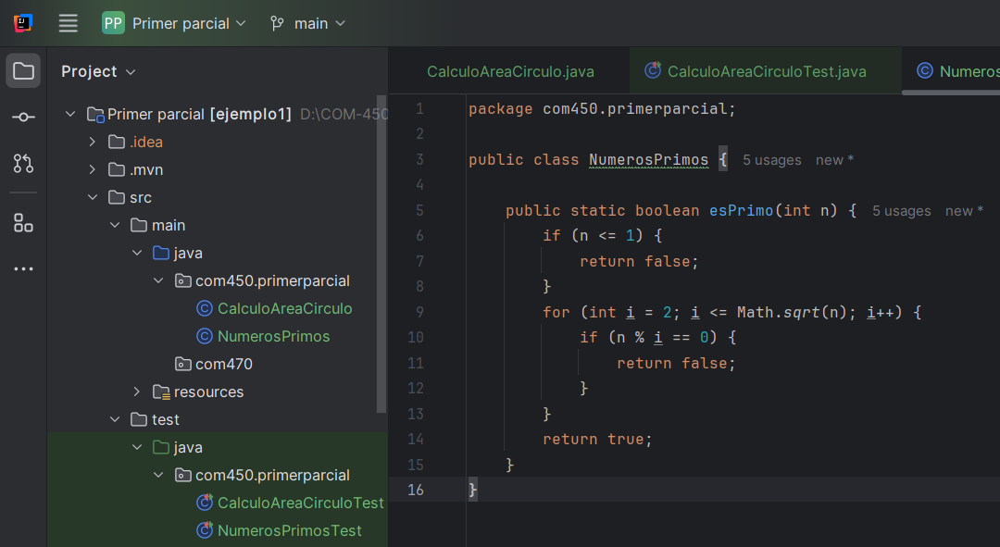 PP Primer parcial main
Project
Primer parcial [ejemplo1] D:\COM-450
.idea
.mvn
src
main
java
com450.primerparcial
CalculoAreaCirculo
NumerosPrimos
com470
resources
test
java
com450.primerparcial
CalculoAreaCirculoTest
NumerosPrimosTest
CalculoAreaCirculo.java CalculoAreaCirculoTest.java Numeros
1 package com450.primerparcial;
2
3 public class NumerosPrimos { 5 usages new *
4
5 public static boolean esPrimo(int n) { 5 usages new *
6 if (n <= 1) {
7 return false;
8 }
9 for (int i = 2; i <= Math.sqrt(n); i++) {
10 if (n % i == 0) {
11 return false;
12 }
13 }
14 return true;
15 }
16 }